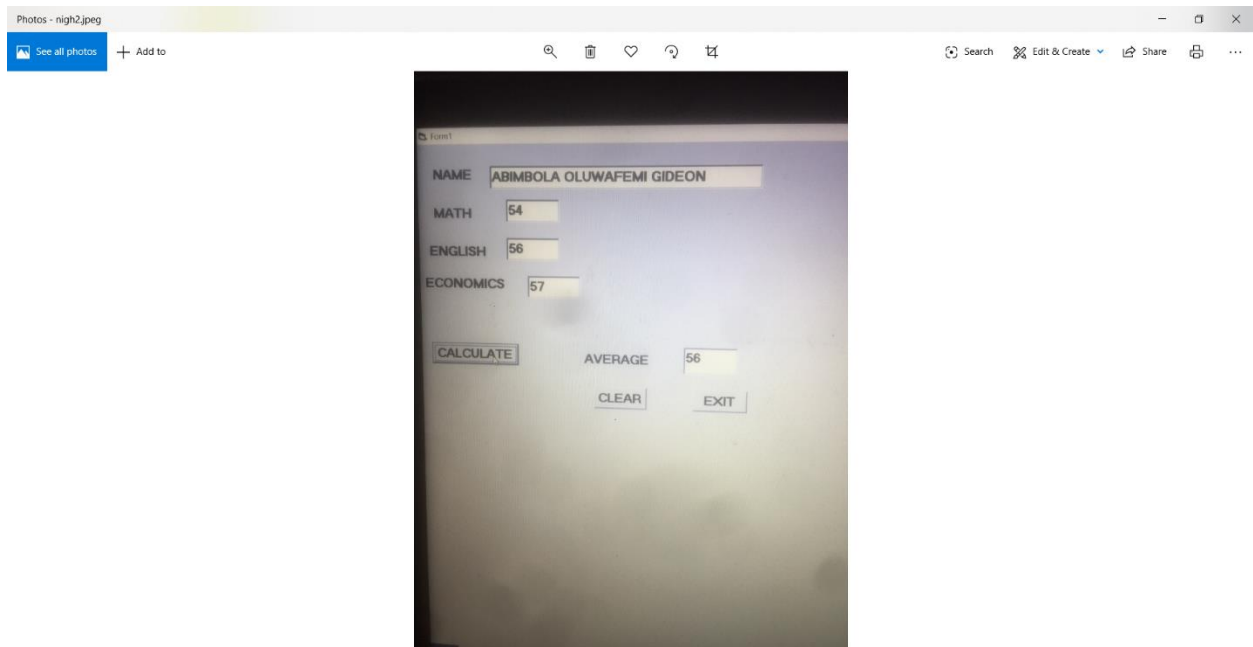 Photos - nigh2.jpeg
See all photos
Add to
Search
Edit & Create
Share
Form1
NAME ABIMBOLA OLUWAFEMI GIDEON
MATH 54
ENGLISH 56
ECONOMICS 57
CALCULATE AVERAGE 56
CLEAR EXIT